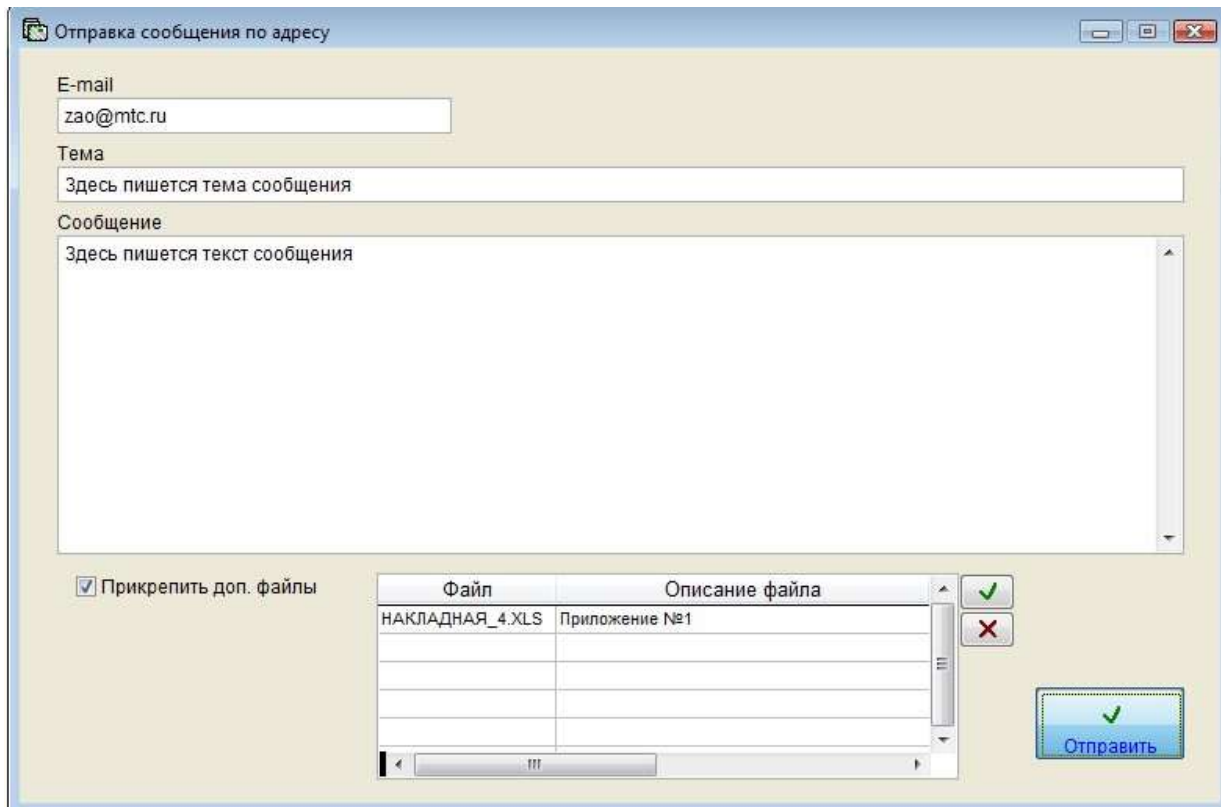 Отправка сообщения по адресу
E-mail
zao@mtc.ru
Тема
Здесь пишется тема сообщения
Сообщение
Здесь пишется текст сообщения
Прикрепить доп. файлы
Файл Описание файла
НАКЛАДНАЯ_4.XLS Приложение №1
Отправить